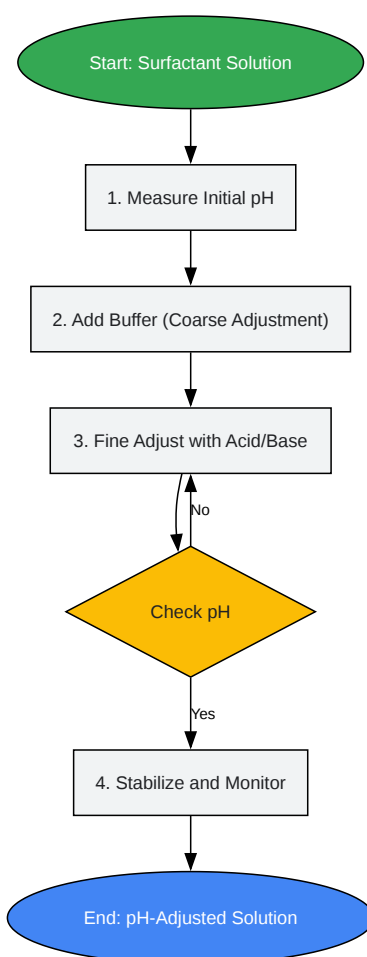 Start: Surfactant Solution
1. Measure Initial pH
2. Add Buffer (Coarse Adjustment)
3. Fine Adjust with Acid/Base
No
Check pH
Yes
4. Stabilize and Monitor
End: pH-Adjusted Solution